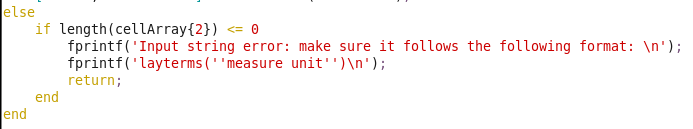 else
if length(cellArray{2}) <= 0
fprintf('Input string error: make sure it follows the following format: \n');
fprintf('layterms(''measure unit'')\n');
return;
end
end